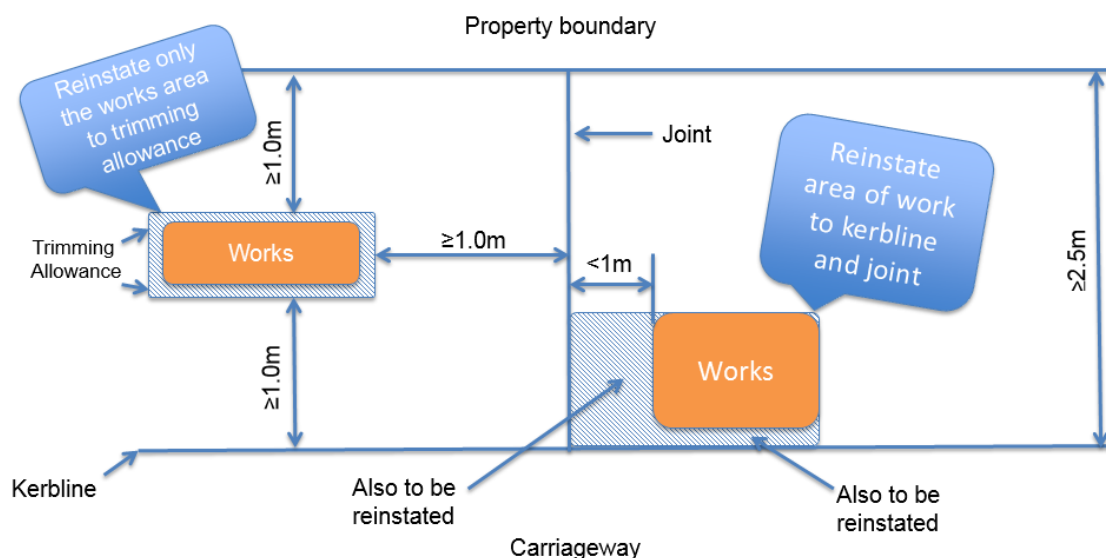 Property boundary
Reinstate only
the works area
to trimming
allowance
≥1.0m
Joint
Reinstate
area of work
to kerbline
and joint
≥2.5m
Trimming
Allowance
Works
≥1.0m
<1m
≥1.0m
Works
Kerbline
Also to be
reinstated
Also to be
reinstated
Carriageway